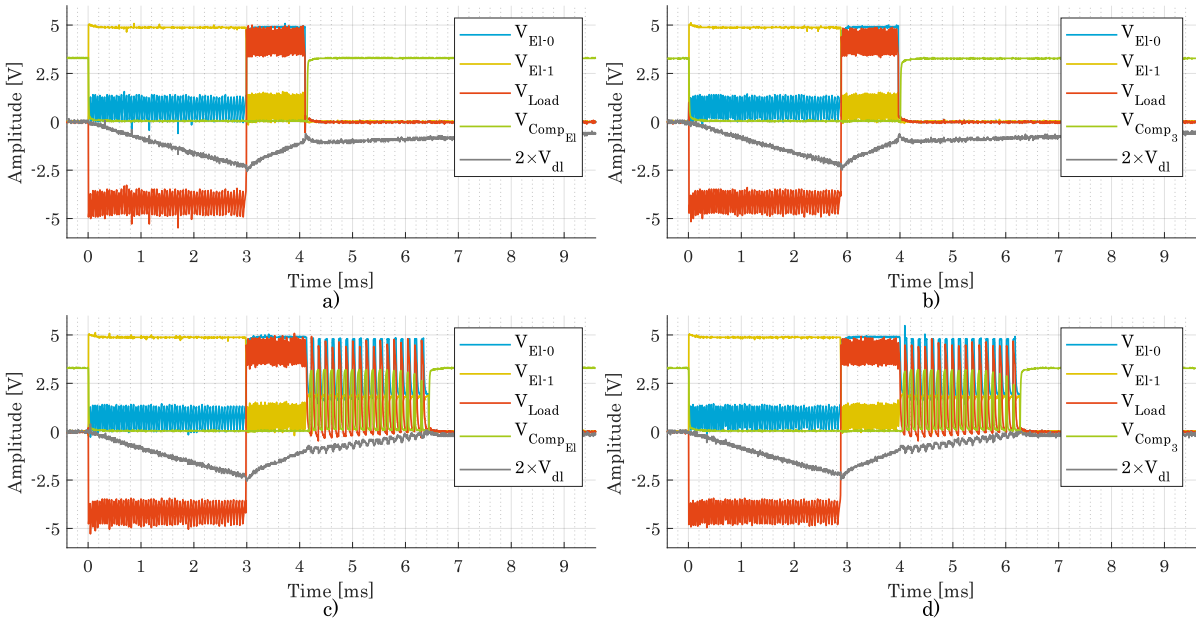 5
2.5
0
-2.5
-5
Amplitude [V]
V_El-0
V_El-1
V_Load
V_Comp_El
2×V_dl
0 1 2 3 4 5 6 7 8 9
Time [ms]
a)
5
2.5
0
-2.5
-5
Amplitude [V]
V_El-0
V_El-1
V_Load
V_Comp_3
2×V_dl
0 1 2 3 4 5 6 7 8 9
Time [ms]
b)
5
2.5
0
-2.5
-5
Amplitude [V]
V_El-0
V_El-1
V_Load
V_Comp_El
2×V_dl
0 1 2 3 4 5 6 7 8 9
Time [ms]
c)
5
2.5
0
-2.5
-5
Amplitude [V]
V_El-0
V_El-1
V_Load
V_Comp_3
2×V_dl
0 1 2 3 4 5 6 7 8 9
Time [ms]
d)